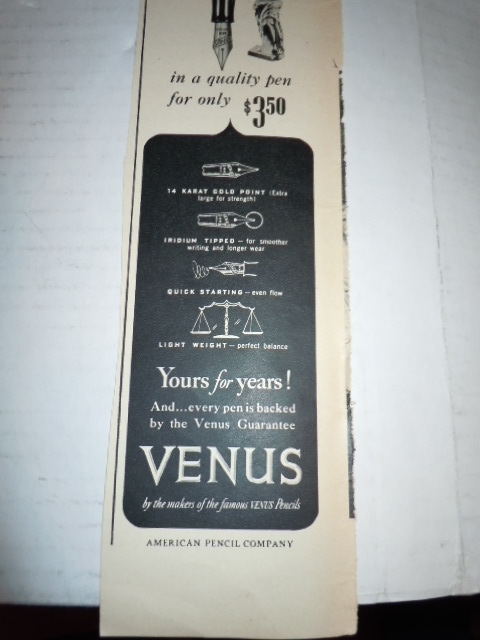 in a quality pen
for only $3.50
14 KARAT GOLD POINT (Extra
large for strength)
IRIDIUM TIPPED — for smoother
writing and longer wear
QUICK STARTING — even flow
LIGHT WEIGHT — perfect balance
Yours for years!
And...every pen is backed
by the Venus Guarantee
VENUS
by the makers of the famous VENUS Pencils
AMERICAN PENCIL COMPANY